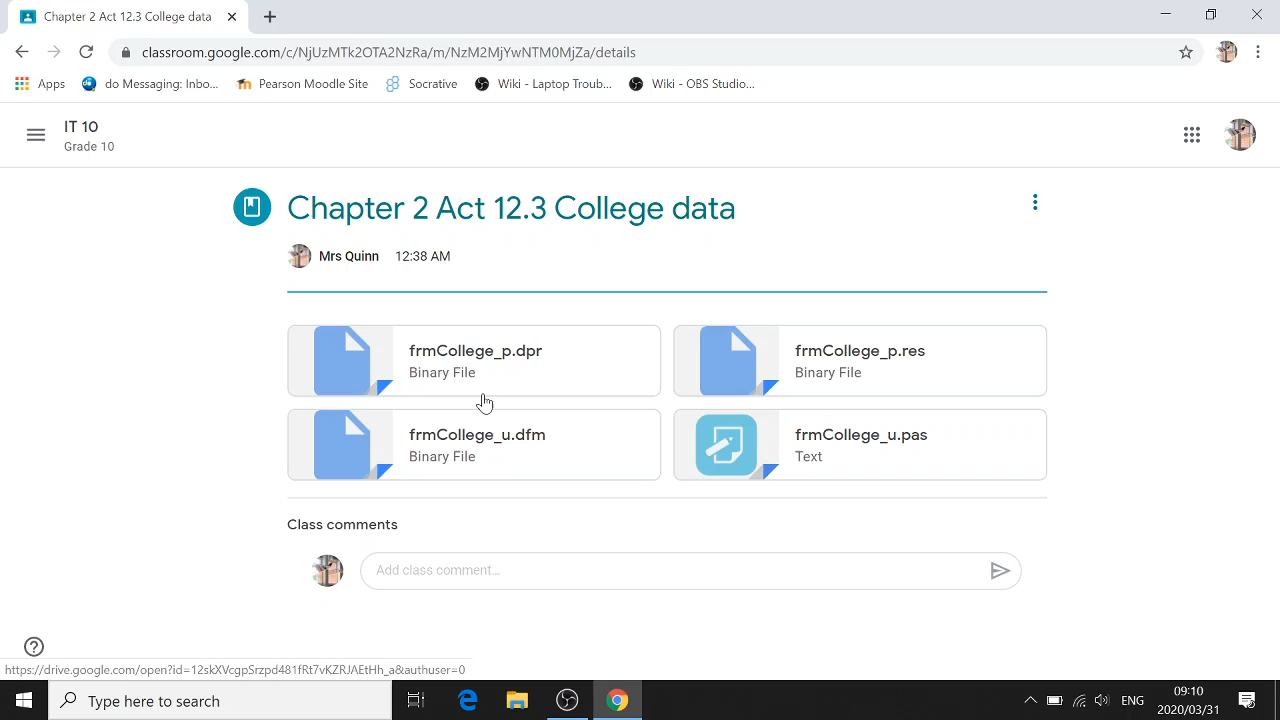 Chapter 2 Act 12.3 College data
classroom.google.com/c/NjUzMTk2OTA2NzRa/m/NzM2MjYwNTM0MjZa/details
Apps
do Messaging: Inbo...
Pearson Moodle Site
Socrative
Wiki - Laptop Troub...
Wiki - OBS Studio...
IT 10
Grade 10
Chapter 2 Act 12.3 College data
Mrs Quinn 12:38 AM
frmCollege_p.dpr
Binary File
frmCollege_p.res
Binary File
frmCollege_u.dfm
Binary File
frmCollege_u.pas
Text
Class comments
Add class comment...
https://drive.google.com/open?id=12skXVcgpSrzpd481fRt7vKZRJAEtHh_a&authuser=0
Type here to search
ENG
09:10
2020/03/31